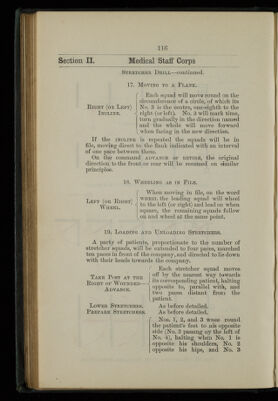 116
Section II. Medical Staff Corps
STRETCHER DRILL—continued.
17. MOVING TO A FLANK.
RIGHT (OR LEFT) INCLINE.
Each squad will move round on the
circumference of a circle, of which its
No. 3 is the centre, one-eighth to the
right (or left). No. 3 will mark time,
turn gradually in the direction named
and the whole will move forward
when facing in the new direction.
If the INCLINE is repeated the squads will be in
file, moving direct to the flank indicated with an interval
of one pace between them.
On the command ADVANCE or RETIRE, the original
direction to the front or rear will be resumed on similar
principles.
18. WHEELING AS IN FILE.
LEFT (OR RIGHT) WHEEL.
When moving in file, on the word
WHEEL the leading squad will wheel
to the left (or right) and lead on when
square, the remaining squads follow
on and wheel at the same point.
19. LOADING AND UNLOADING STRETCHERS.
A party of patients, proportionate to the number of
stretcher squads, will be extended to four paces, marched
ten paces in front of the company, and directed to lie down
with their heads towards the company.
TAKE POST AT THE RIGHT OF WOUNDED—ADVANCE.
Each stretcher squad moves
off by the nearest way towards
its corresponding patient, halting
opposite to, parallel with, and
two paces distant from the
patient.
LOWER STRETCHERS. As before detailed.
PREPARE STRETCHERS. As before detailed.
Nos. 1, 2, and 3 move round
the patient's feet to his opposite
side (No. 3 passing by the left of
No. 4), halting when No. 1 is
opposite his shoulders, No. 2
opposite his hips, and No. 3